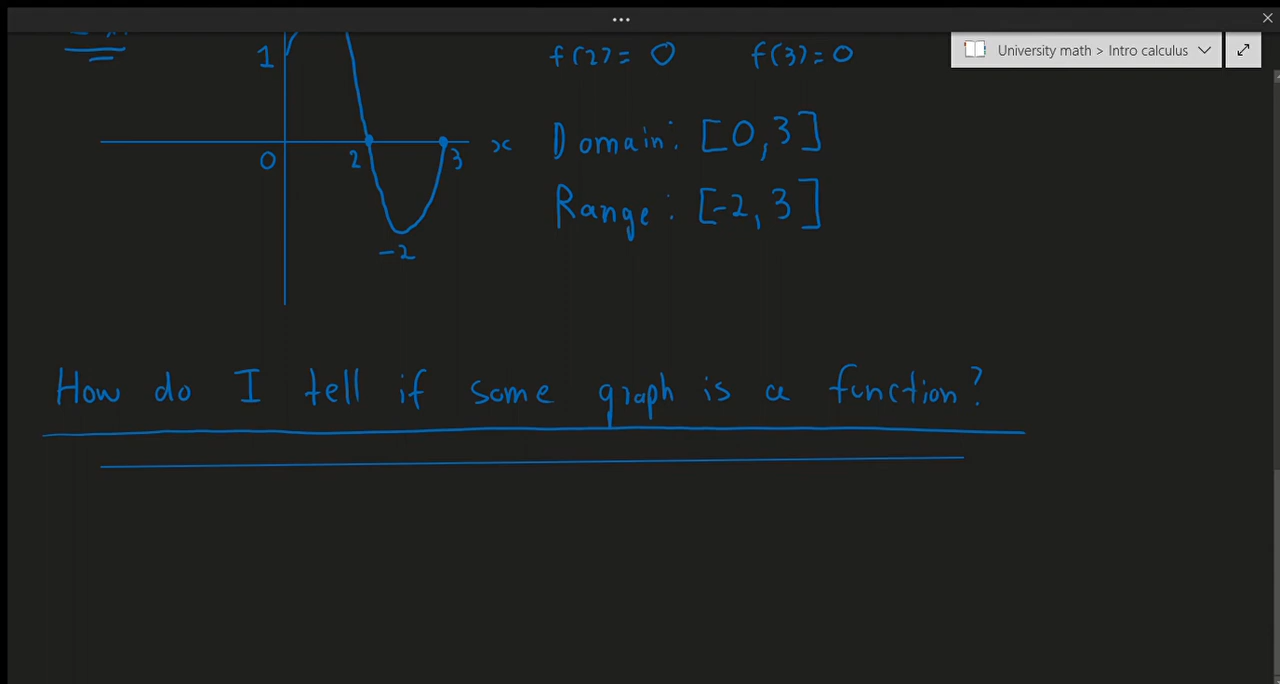 University math > Intro calculus
1
f(2) = 0
f(3) = 0
0
2
3
x
-2
Domain: [0, 3]
Range: [-2, 3]
How do I tell if some graph is a function?